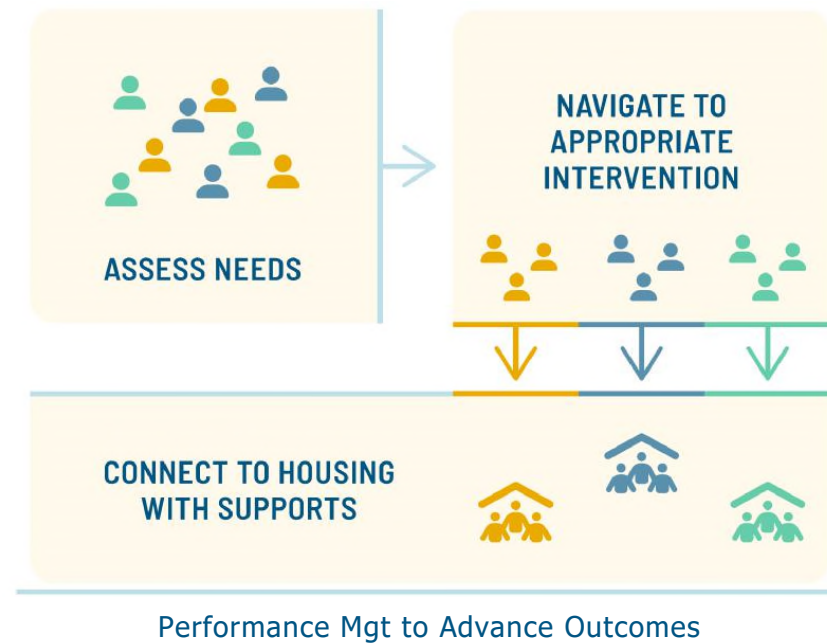 ASSESS NEEDS
NAVIGATE TO
APPROPRIATE
INTERVENTION
CONNECT TO HOUSING
WITH SUPPORTS
Performance Mgt to Advance Outcomes